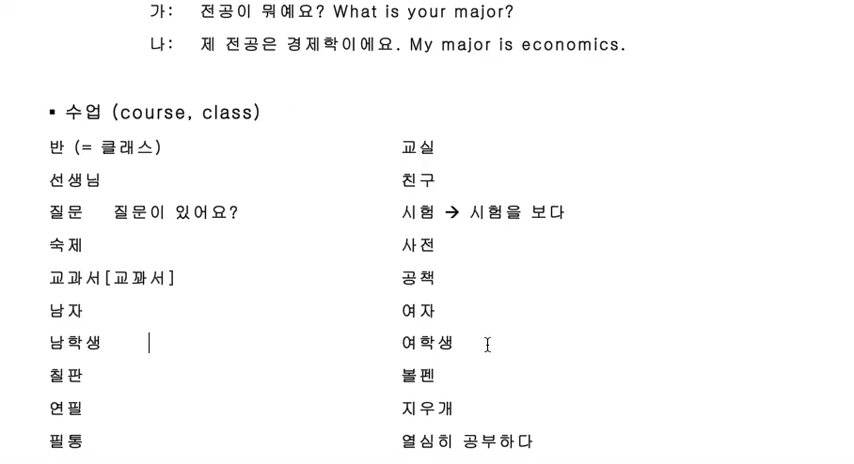 가: 전공이 뭐예요? What is your major?
나: 제 전공은 경제학이에요. My major is economics.
▪ 수업 (course, class)
반 (= 클래스) 교실
선생님 친구
질문 질문이 있어요? 시험 → 시험을 보다
숙제 사전
교과서[교꽈서] 공책
남자 여자
남학생 여학생
칠판 볼펜
연필 지우개
필통 열심히 공부하다